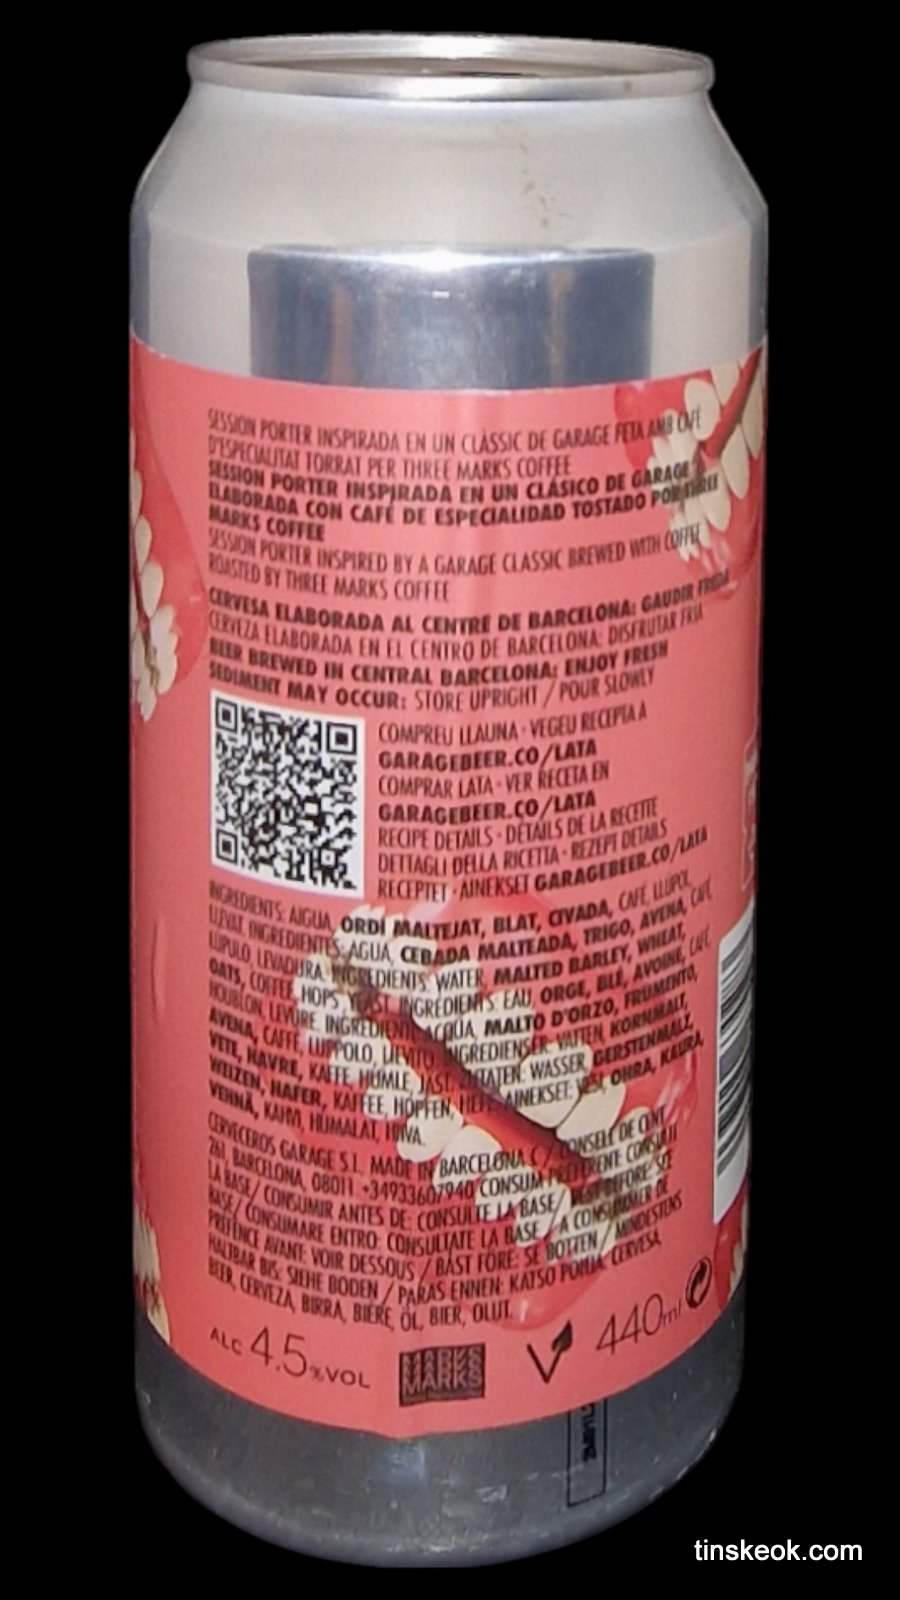 SESSION PORTER INSPIRADA EN UN CLÀSSIC DE GARAGE FETA AMB CAFÈ
D'ESPECIALITAT TORRAT PER THREE MARKS COFFEE
SESSION PORTER INSPIRADA EN UN CLÁSICO DE GARAGE
ELABORADA CON CAFÉ DE ESPECIALIDAD TOSTADO POR THREE
MARKS COFFEE
SESSION PORTER INSPIRED BY A GARAGE CLASSIC BREWED WITH COFFEE
ROASTED BY THREE MARKS COFFEE
CERVESA ELABORADA AL CENTRE DE BARCELONA: GAUDIR FREDA
CERVEZA ELABORADA EN EL CENTRO DE BARCELONA: DISFRUTAR FRÍA
BEER BREWED IN CENTRAL BARCELONA: ENJOY FRESH
SEDIMENT MAY OCCUR: STORE UPRIGHT / POUR SLOWLY
COMPREU LLAUNA · VEGEU RECEPTA A
GARAGEBEER.CO/LATA
COMPRAR LATA · VER RECETA EN
GARAGEBEER.CO/LATA
RECIPE DETAILS · DÉTAILS DE LA RECETTE
DETTAGLI DELLA RICETTA · REZEPT DETAILS
RECEPTET · AINEKSET GARAGEBEER.CO/LATA
INGREDIENTS: AIGUA, ORDI MALTEJAT, BLAT, CIVADA, CAFÈ, LLÚPOL,
LLEVAT. INGREDIENTES: AGUA, CEBADA MALTEADA, TRIGO, AVENA, CAFÉ,
LÚPULO, LEVADURA. INGREDIENTS: WATER, MALTED BARLEY, WHEAT,
OATS, COFFEE, HOPS, YEAST. INGRÉDIENTS: EAU, ORGE, BLÉ, AVOINE, CAFÉ,
HOUBLON, LEVURE. INGREDIENTI: ACQUA, MALTO D'ORZO, FRUMENTO,
AVENA, CAFFÈ, LUPPOLO, LIEVITO. INGREDIENSER: VATTEN, KORNMALT,
VETE, HAVRE, KAFFE, HUMLE, JÄST. ZUTATEN: WASSER, GERSTENMALZ,
WEIZEN, HAFER, KAFFEE, HOPFEN, HEFE. AINEKSET: VESI, OHRA, KAURA,
VEHNÄ, KAHVI, HUMALAT, HIIVA.
CERVECEROS GARAGE S.L. MADE IN BARCELONA. C/ CONSELL DE CENT,
261, BARCELONA, 08011 +34933607940 CONSUM PREFERENT: CONSULTI
LA BASE/ CONSUMIR ANTES DE: CONSULTE LA BASE/ BEST BEFORE: SEE
BASE/ CONSUMARE ENTRO: CONSULTATE LA BASE / A CONSOMMER DE
PRÉFÉNCE AVANT: VOIR DESSOUS / BÄST FÖRE: SE BOTTEN / MINDESTENS
HALTBAR BIS: SIEHE BODEN / PARAS ENNEN: KATSO POHJA. CERVESA,
BEER, CERVEZA, BIRRA, BIÈRE, ÖL, BIER, OLUT.
ALC 4.5%VOL
MARKS
MARKS
MARKS
V
440ml
tinskeok.com